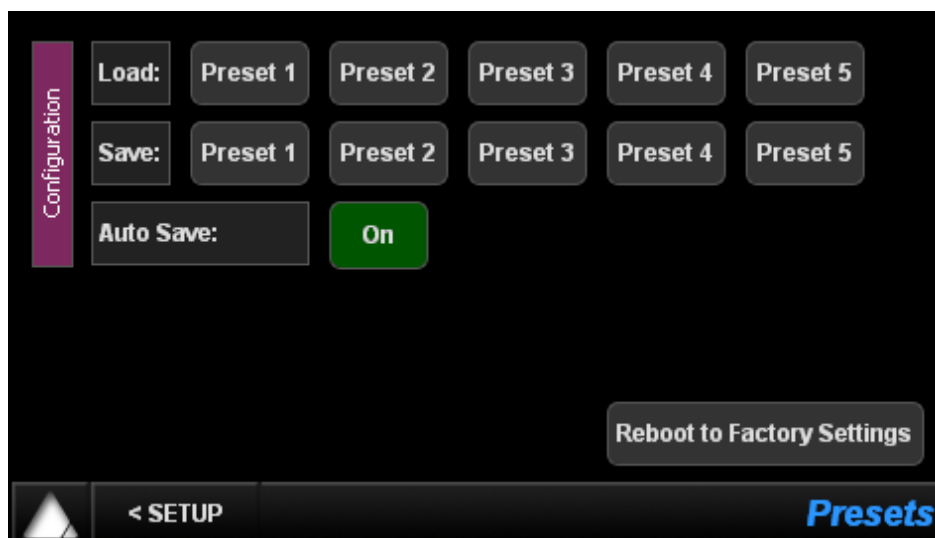 Configuration
Load: Preset 1 Preset 2 Preset 3 Preset 4 Preset 5
Save: Preset 1 Preset 2 Preset 3 Preset 4 Preset 5
Auto Save: On
Reboot to Factory Settings
< SETUP Presets